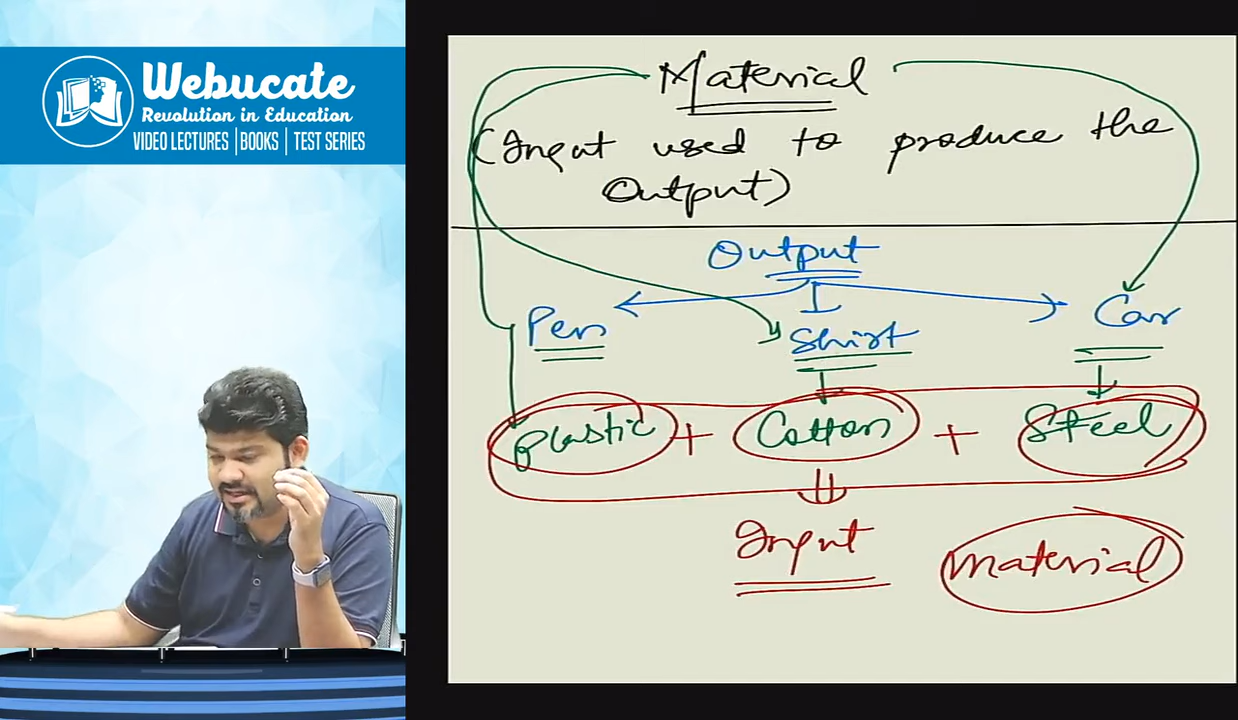 Webucate
Revolution in Education
VIDEO LECTURES | BOOKS | TEST SERIES
Material
(Input used to produce the
Output)
Output
Pen Shirt Car
plastic + Cotton + Steel
Input material